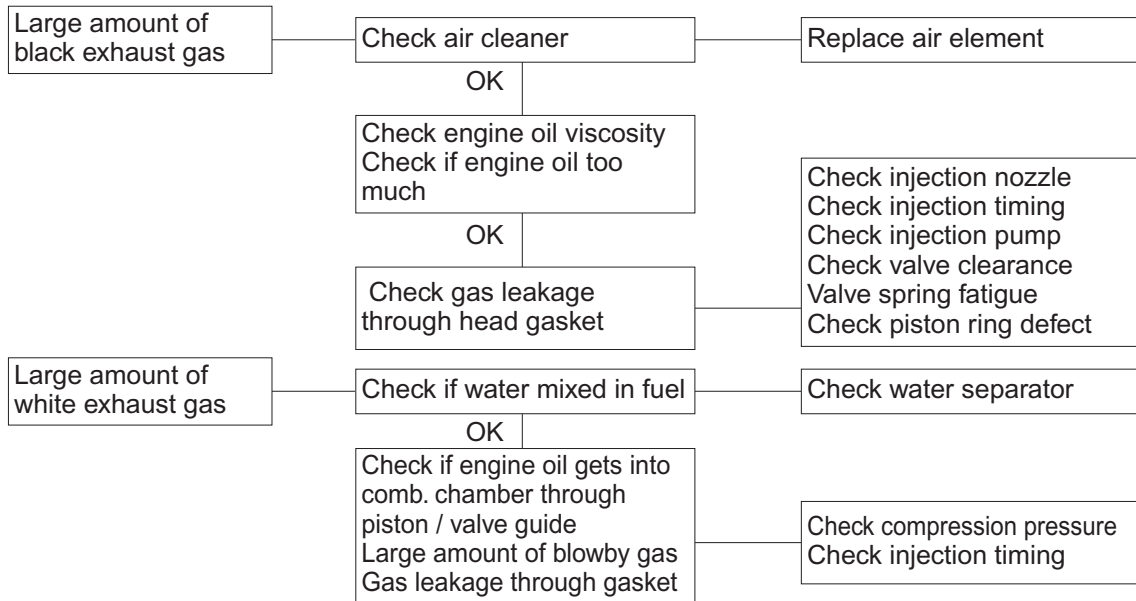 Large amount of
black exhaust gas
Check air cleaner
Replace air element
OK
Check engine oil viscosity
Check if engine oil too
much
OK
Check gas leakage
through head gasket
Check injection nozzle
Check injection timing
Check injection pump
Check valve clearance
Valve spring fatigue
Check piston ring defect
Large amount of
white exhaust gas
Check if water mixed in fuel
Check water separator
OK
Check if engine oil gets into
comb. chamber through
piston / valve guide
Large amount of blowby gas
Gas leakage through gasket
Check compression pressure
Check injection timing